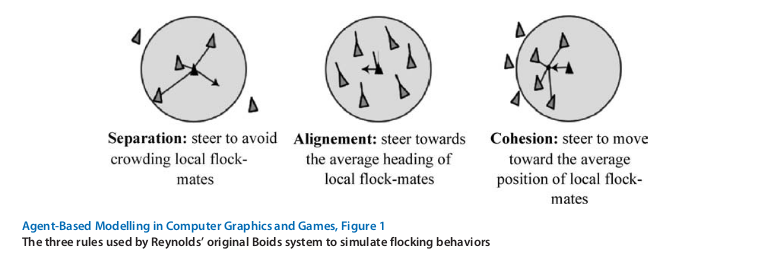 Separation: steer to avoid
crowding local flock-
mates
Alignement: steer towards
the average heading of
local flock-mates
Cohesion: steer to move
toward the average
position of local flock-
mates
Agent-Based Modelling in Computer Graphics and Games, Figure 1
The three rules used by Reynolds' original Boids system to simulate flocking behaviors